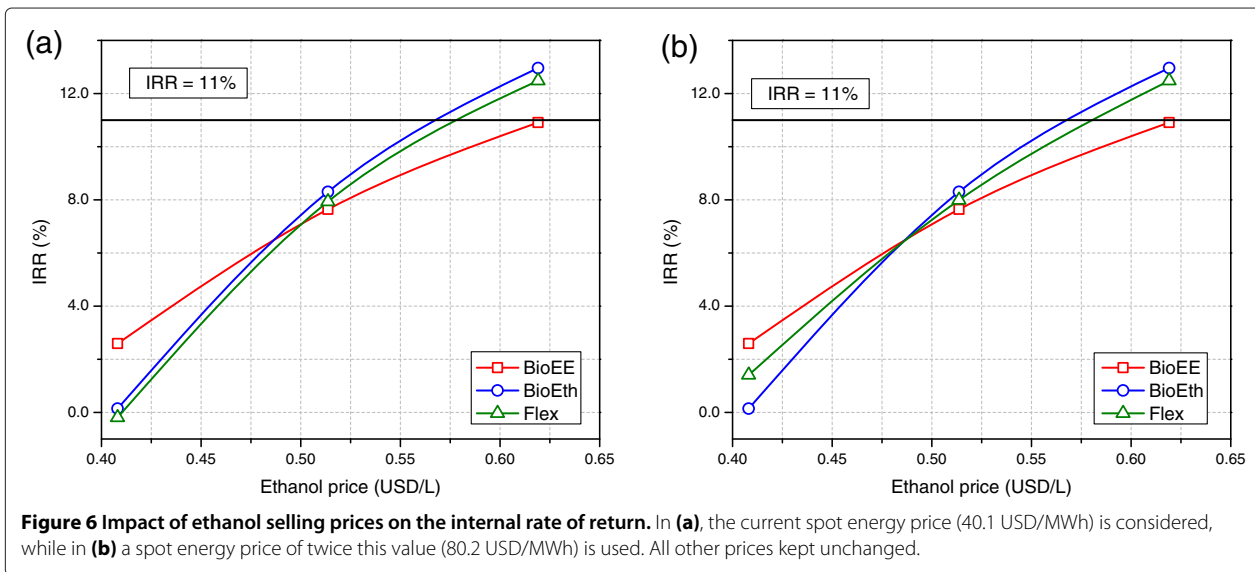 (a)
IRR = 11%
12.0
8.0
4.0
0.0
IRR (%)
BioEE
BioEth
Flex
0.40 0.45 0.50 0.55 0.60 0.65
Ethanol price (USD/L)
(b)
IRR = 11%
12.0
8.0
4.0
0.0
IRR (%)
BioEE
BioEth
Flex
0.40 0.45 0.50 0.55 0.60 0.65
Ethanol price (USD/L)
Figure 6 Impact of ethanol selling prices on the internal rate of return. In (a), the current spot energy price (40.1 USD/MWh) is considered,
while in (b) a spot energy price of twice this value (80.2 USD/MWh) is used. All other prices kept unchanged.